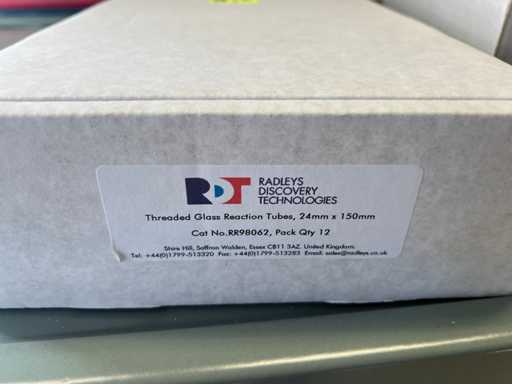 RDT
RADLEYS
DISCOVERY
TECHNOLOGIES
Threaded Glass Reaction Tubes, 24mm x 150mm
Cat No.RR98062, Pack Qty 12
Shire Hill, Saffron Walden, Essex CB11 3AZ. United Kingdom.
Tel: +44(0)1799-513320 Fax: +44(0)1799-513283 Email: sales@radleys.co.uk